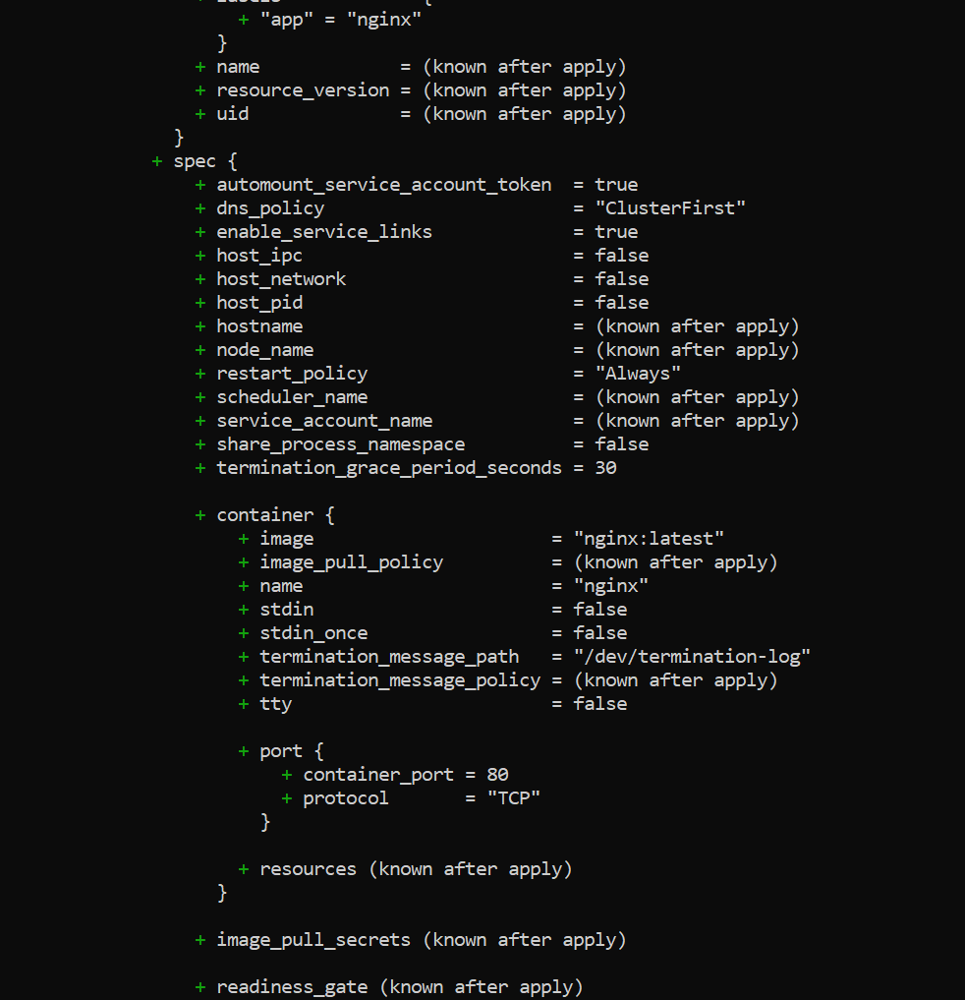 + "app" = "nginx"
}
+ name             = (known after apply)
+ resource_version = (known after apply)
+ uid              = (known after apply)
}
+ spec {
+ automount_service_account_token  = true
+ dns_policy                       = "ClusterFirst"
+ enable_service_links             = true
+ host_ipc                         = false
+ host_network                     = false
+ host_pid                         = false
+ hostname                         = (known after apply)
+ node_name                        = (known after apply)
+ restart_policy                   = "Always"
+ scheduler_name                   = (known after apply)
+ service_account_name             = (known after apply)
+ share_process_namespace          = false
+ termination_grace_period_seconds = 30
+ container {
+ image                      = "nginx:latest"
+ image_pull_policy          = (known after apply)
+ name                       = "nginx"
+ stdin                      = false
+ stdin_once                 = false
+ termination_message_path   = "/dev/termination-log"
+ termination_message_policy = (known after apply)
+ tty                        = false
+ port {
+ container_port = 80
+ protocol       = "TCP"
}
+ resources (known after apply)
}
+ image_pull_secrets (known after apply)
+ readiness_gate (known after apply)